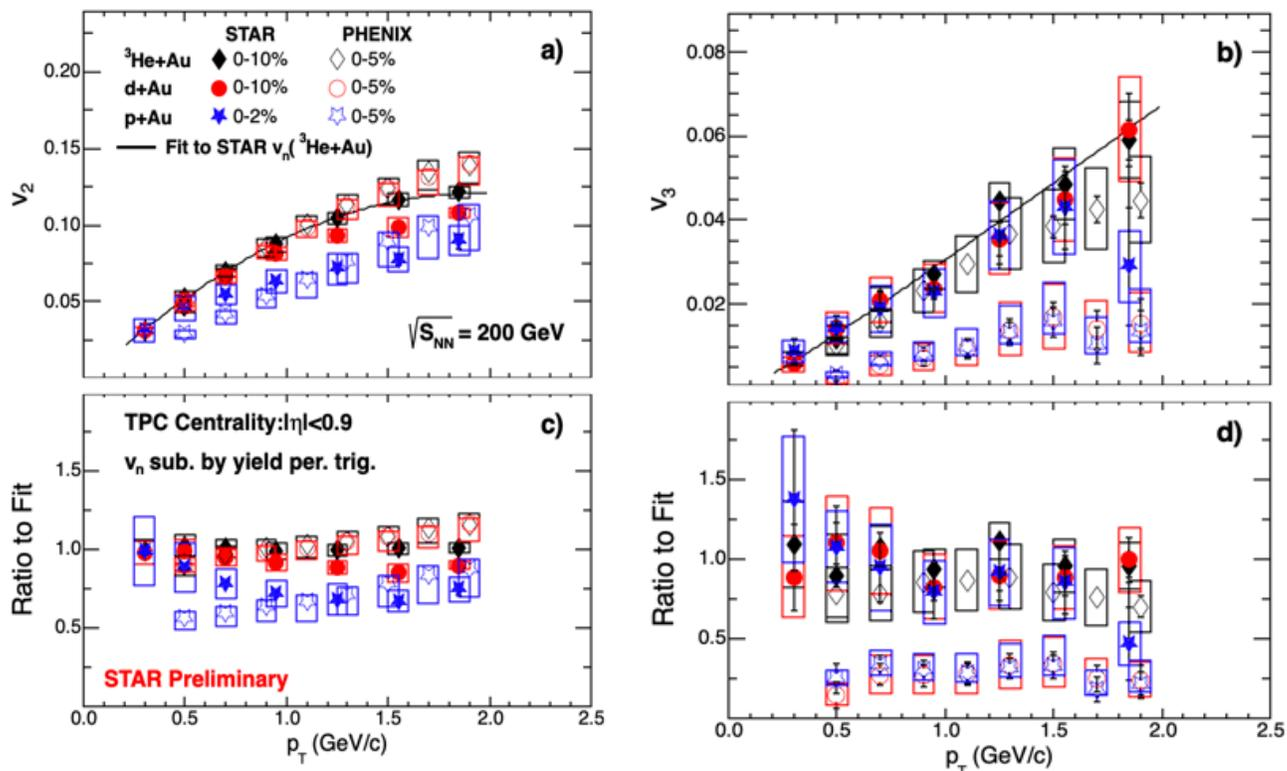 STAR PHENIX
³He+Au 0-10% 0-5%
d+Au 0-10% 0-5%
p+Au 0-2% 0-5%
Fit to STAR vₙ(³He+Au)
a)
0.20
0.15
0.10
0.05
v₂
√S_NN = 200 GeV
b)
0.08
0.06
0.04
0.02
v₃
TPC Centrality:|η|<0.9
vₙ sub. by yield per. trig.
c)
1.5
1.0
0.5
Ratio to Fit
STAR Preliminary
0.0 0.5 1.0 1.5 2.0 2.5
p_T (GeV/c)
d)
1.5
1.0
0.5
Ratio to Fit
0.0 0.5 1.0 1.5 2.0 2.5
p_T (GeV/c)